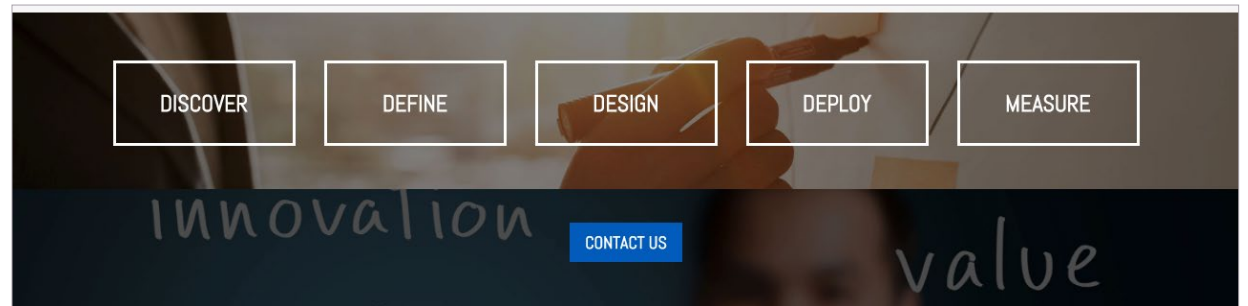 DISCOVER DEFINE DESIGN DEPLOY MEASURE
innovation
CONTACT US
value